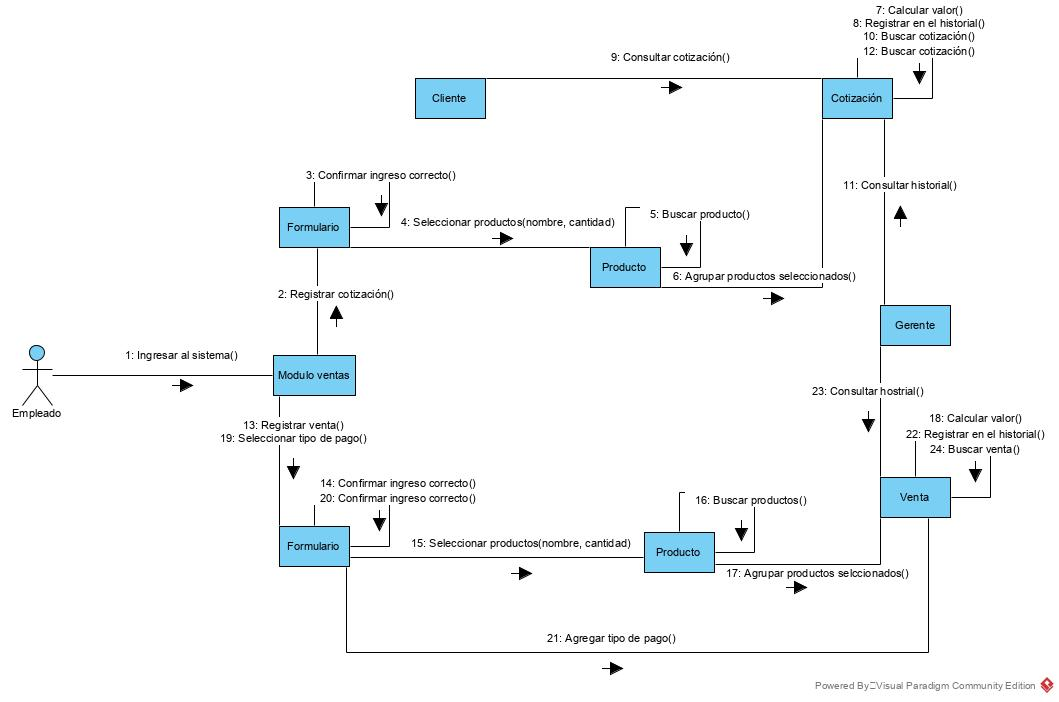 7: Calcular valor()
8: Registrar en el historial()
10: Buscar cotización()
12: Buscar cotización()
9: Consultar cotización()
Cliente
Cotización
3: Confirmar ingreso correcto()
11: Consultar historial()
Formulario
4: Seleccionar productos(nombre, cantidad)
5: Buscar producto()
Producto
6: Agrupar productos seleccionados()
2: Registrar cotización()
Gerente
1: Ingresar al sistema()
Modulo ventas
Empleado
23: Consultar hostrial()
13: Registrar venta()
19: Seleccionar tipo de pago()
18: Calcular valor()
22: Registrar en el historial()
24: Buscar venta()
14: Confirmar ingreso correcto()
20: Confirmar ingreso correcto()
Venta
16: Buscar productos()
Formulario
15: Seleccionar productos(nombre, cantidad)
Producto
17: Agrupar productos selccionados()
21: Agregar tipo de pago()
Powered By Visual Paradigm Community Edition